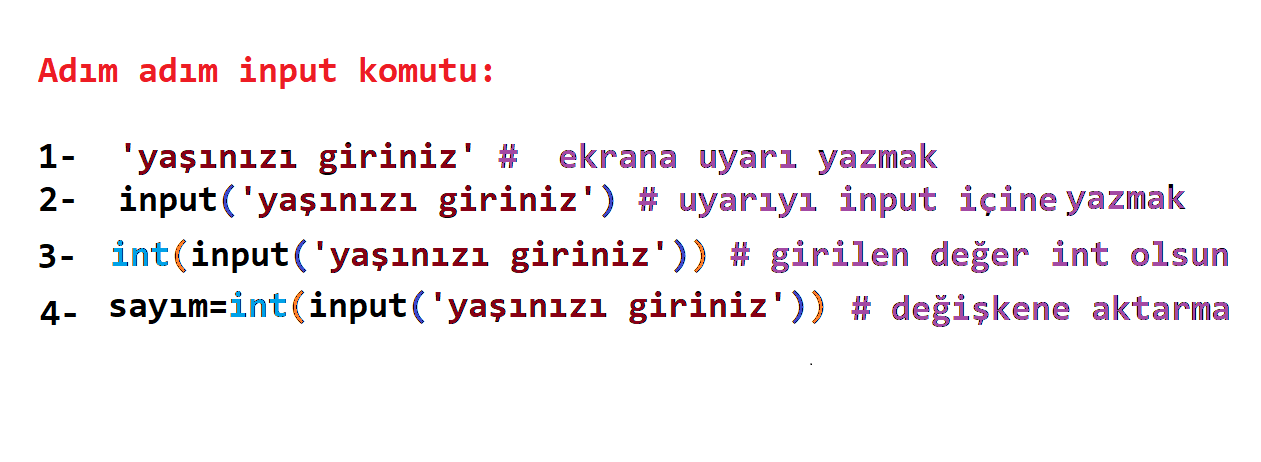 Adım adım input komutu:
1- 'yaşınızı giriniz' # ekrana uyarı yazmak
2- input('yaşınızı giriniz') # uyarıyı input içine yazmak
3- int(input('yaşınızı giriniz')) # girilen değer int olsun
4- sayım=int(input('yaşınızı giriniz')) # değişkene aktarma